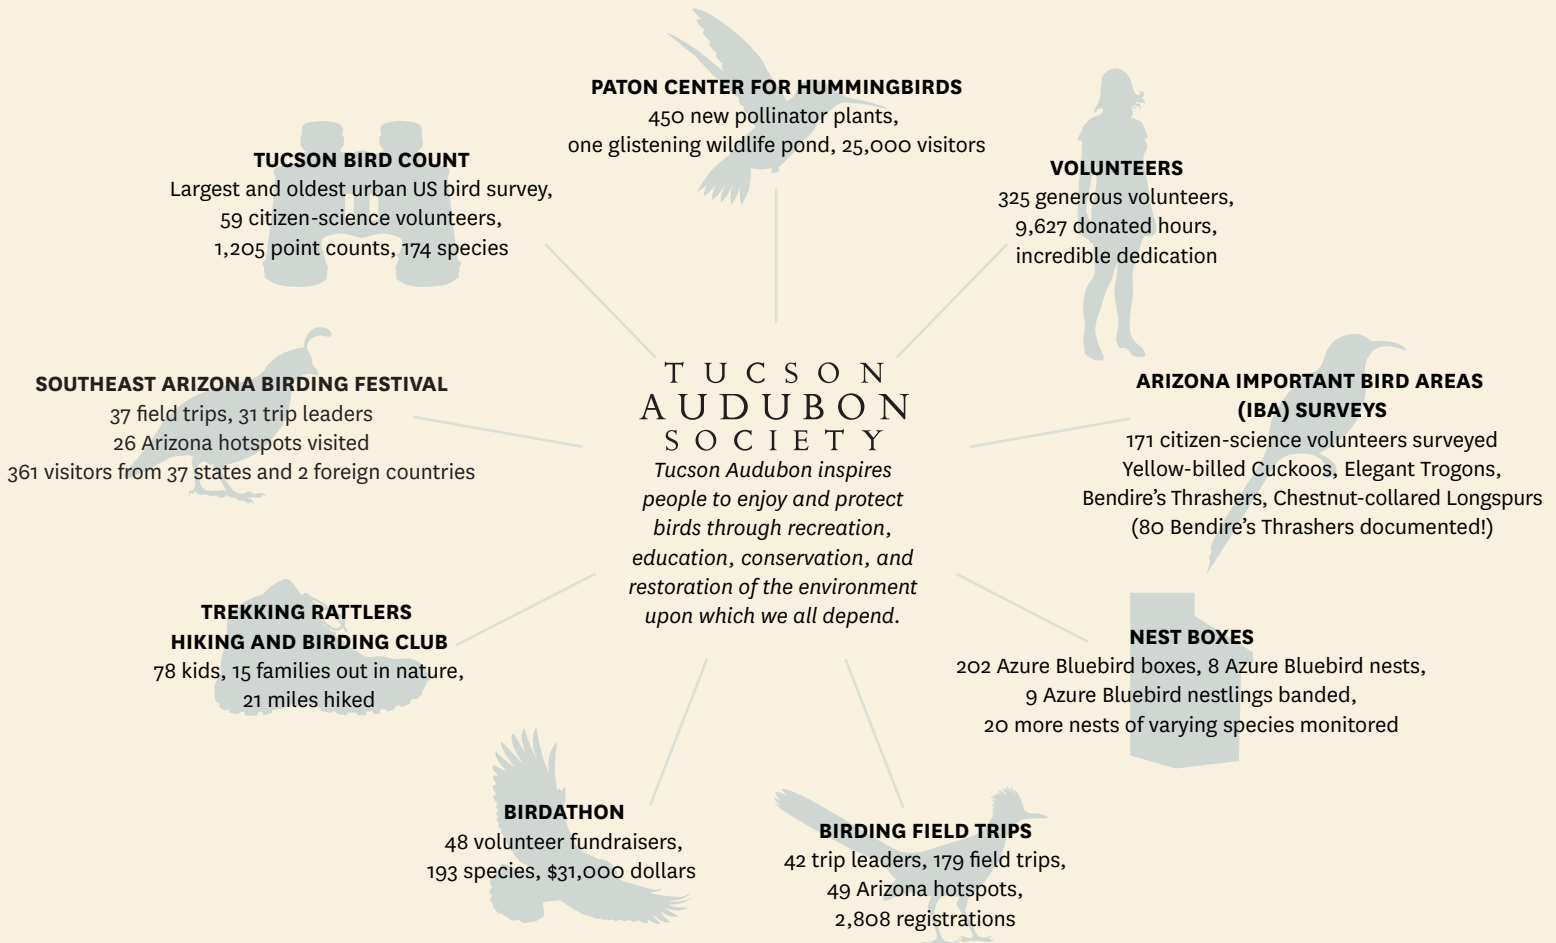 PATON CENTER FOR HUMMINGBIRDS
450 new pollinator plants,
one glistening wildlife pond, 25,000 visitors
TUCSON BIRD COUNT
Largest and oldest urban US bird survey,
59 citizen-science volunteers,
1,205 point counts, 174 species
VOLUNTEERS
325 generous volunteers,
9,627 donated hours,
incredible dedication
SOUTHEAST ARIZONA BIRDING FESTIVAL
37 field trips, 31 trip leaders
26 Arizona hotspots visited
361 visitors from 37 states and 2 foreign countries
TUCSON
AUDUBON
SOCIETY
Tucson Audubon inspires
people to enjoy and protect
birds through recreation,
education, conservation, and
restoration of the environment
upon which we all depend.
ARIZONA IMPORTANT BIRD AREAS
(IBA) SURVEYS
171 citizen-science volunteers surveyed
Yellow-billed Cuckoos, Elegant Trogons,
Bendire’s Thrashers, Chestnut-collared Longspurs
(80 Bendire’s Thrashers documented!)
TREKKING RATTLERS
HIKING AND BIRDING CLUB
78 kids, 15 families out in nature,
21 miles hiked
NEST BOXES
202 Azure Bluebird boxes, 8 Azure Bluebird nests,
9 Azure Bluebird nestlings banded,
20 more nests of varying species monitored
BIRDATHON
48 volunteer fundraisers,
193 species, $31,000 dollars
BIRDING FIELD TRIPS
42 trip leaders, 179 field trips,
49 Arizona hotspots,
2,808 registrations